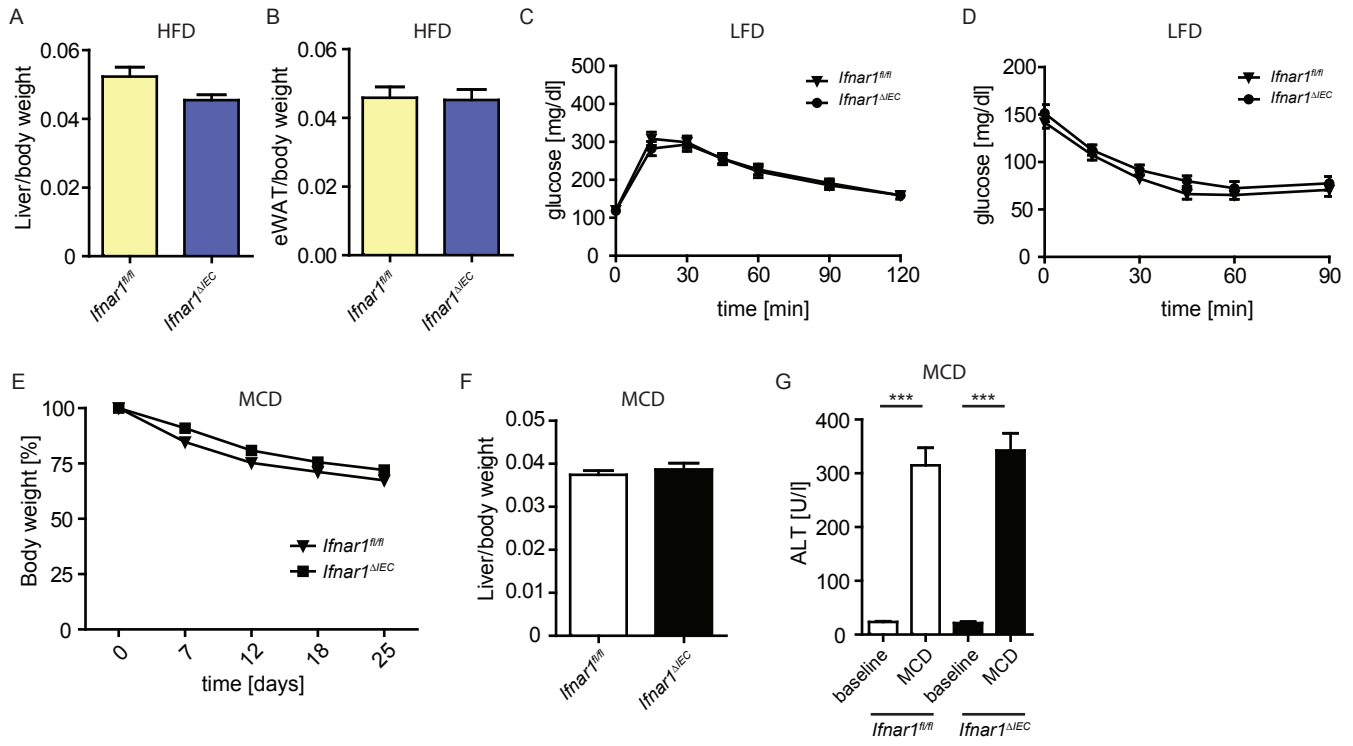 A
HFD
Liver/body weight
0.06
0.04
0.02
0
Ifnar1fl/fl
Ifnar1ΔIEC
B
HFD
eWAT/body weight
0.06
0.04
0.02
0.00
Ifnar1fl/fl
Ifnar1ΔIEC
C
LFD
glucose [mg/dl]
500
400
300
200
100
0
0 30 60 90 120
time [min]
Ifnar1fl/fl
Ifnar1ΔIEC
D
LFD
glucose [mg/dl]
200
150
100
50
0
0 30 60 90
time [min]
Ifnar1fl/fl
Ifnar1ΔIEC
E
MCD
Body weight [%]
100
75
50
25
0
0 7 12 18 25
time [days]
Ifnar1fl/fl
Ifnar1ΔIEC
F
MCD
Liver/body weight
0.05
0.04
0.03
0.02
0.01
0
Ifnar1fl/fl
Ifnar1ΔIEC
G
MCD
*** ***
ALT [U/l]
400
300
200
100
0
baseline MCD baseline MCD
Ifnar1fl/fl Ifnar1ΔIEC